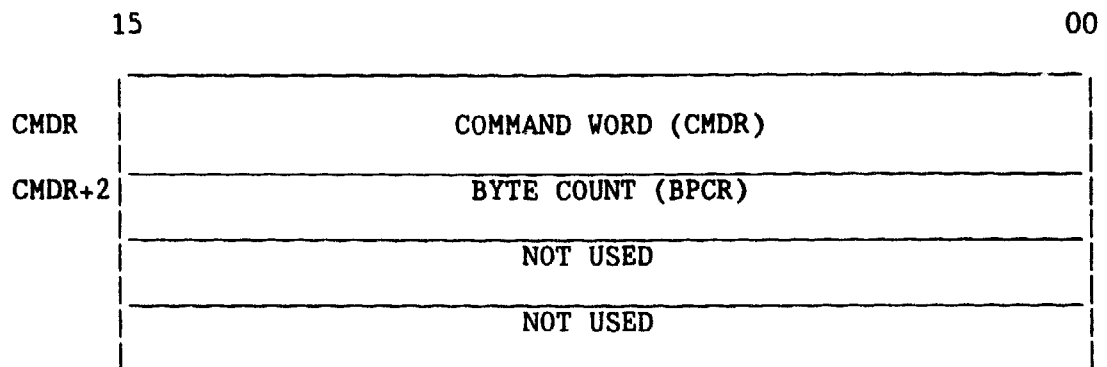 15 00
CMDR COMMAND WORD (CMDR)
CMDR+2 BYTE COUNT (BPCR)
NOT USED
NOT USED